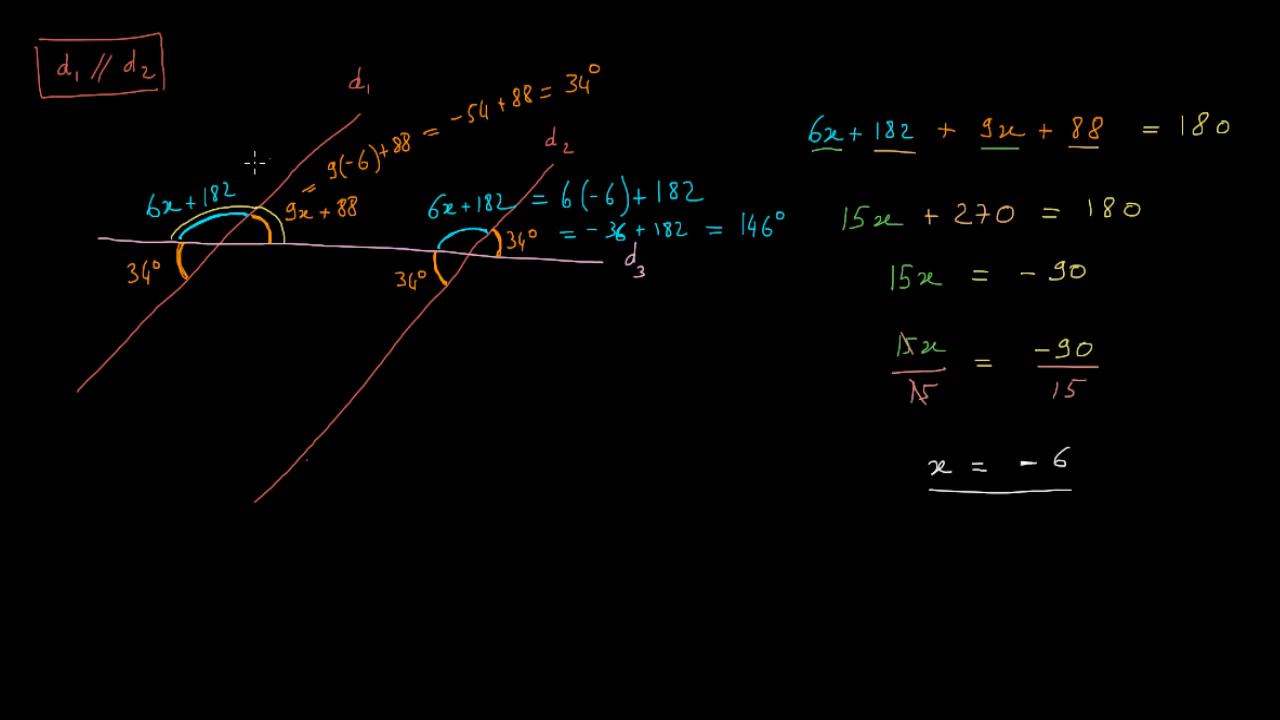 d₁ // d₂
d₁
= 9(-6)+88 = -54+88 = 34°
d₂
6x+182
9x+88
34°
6x+182 = 6(-6)+182
= -36+182 = 146°
34°
34°
d₃
6x+182 + 9x+88 = 180
15x + 270 = 180
15x = -90
15x/15 = -90/15
x = -6